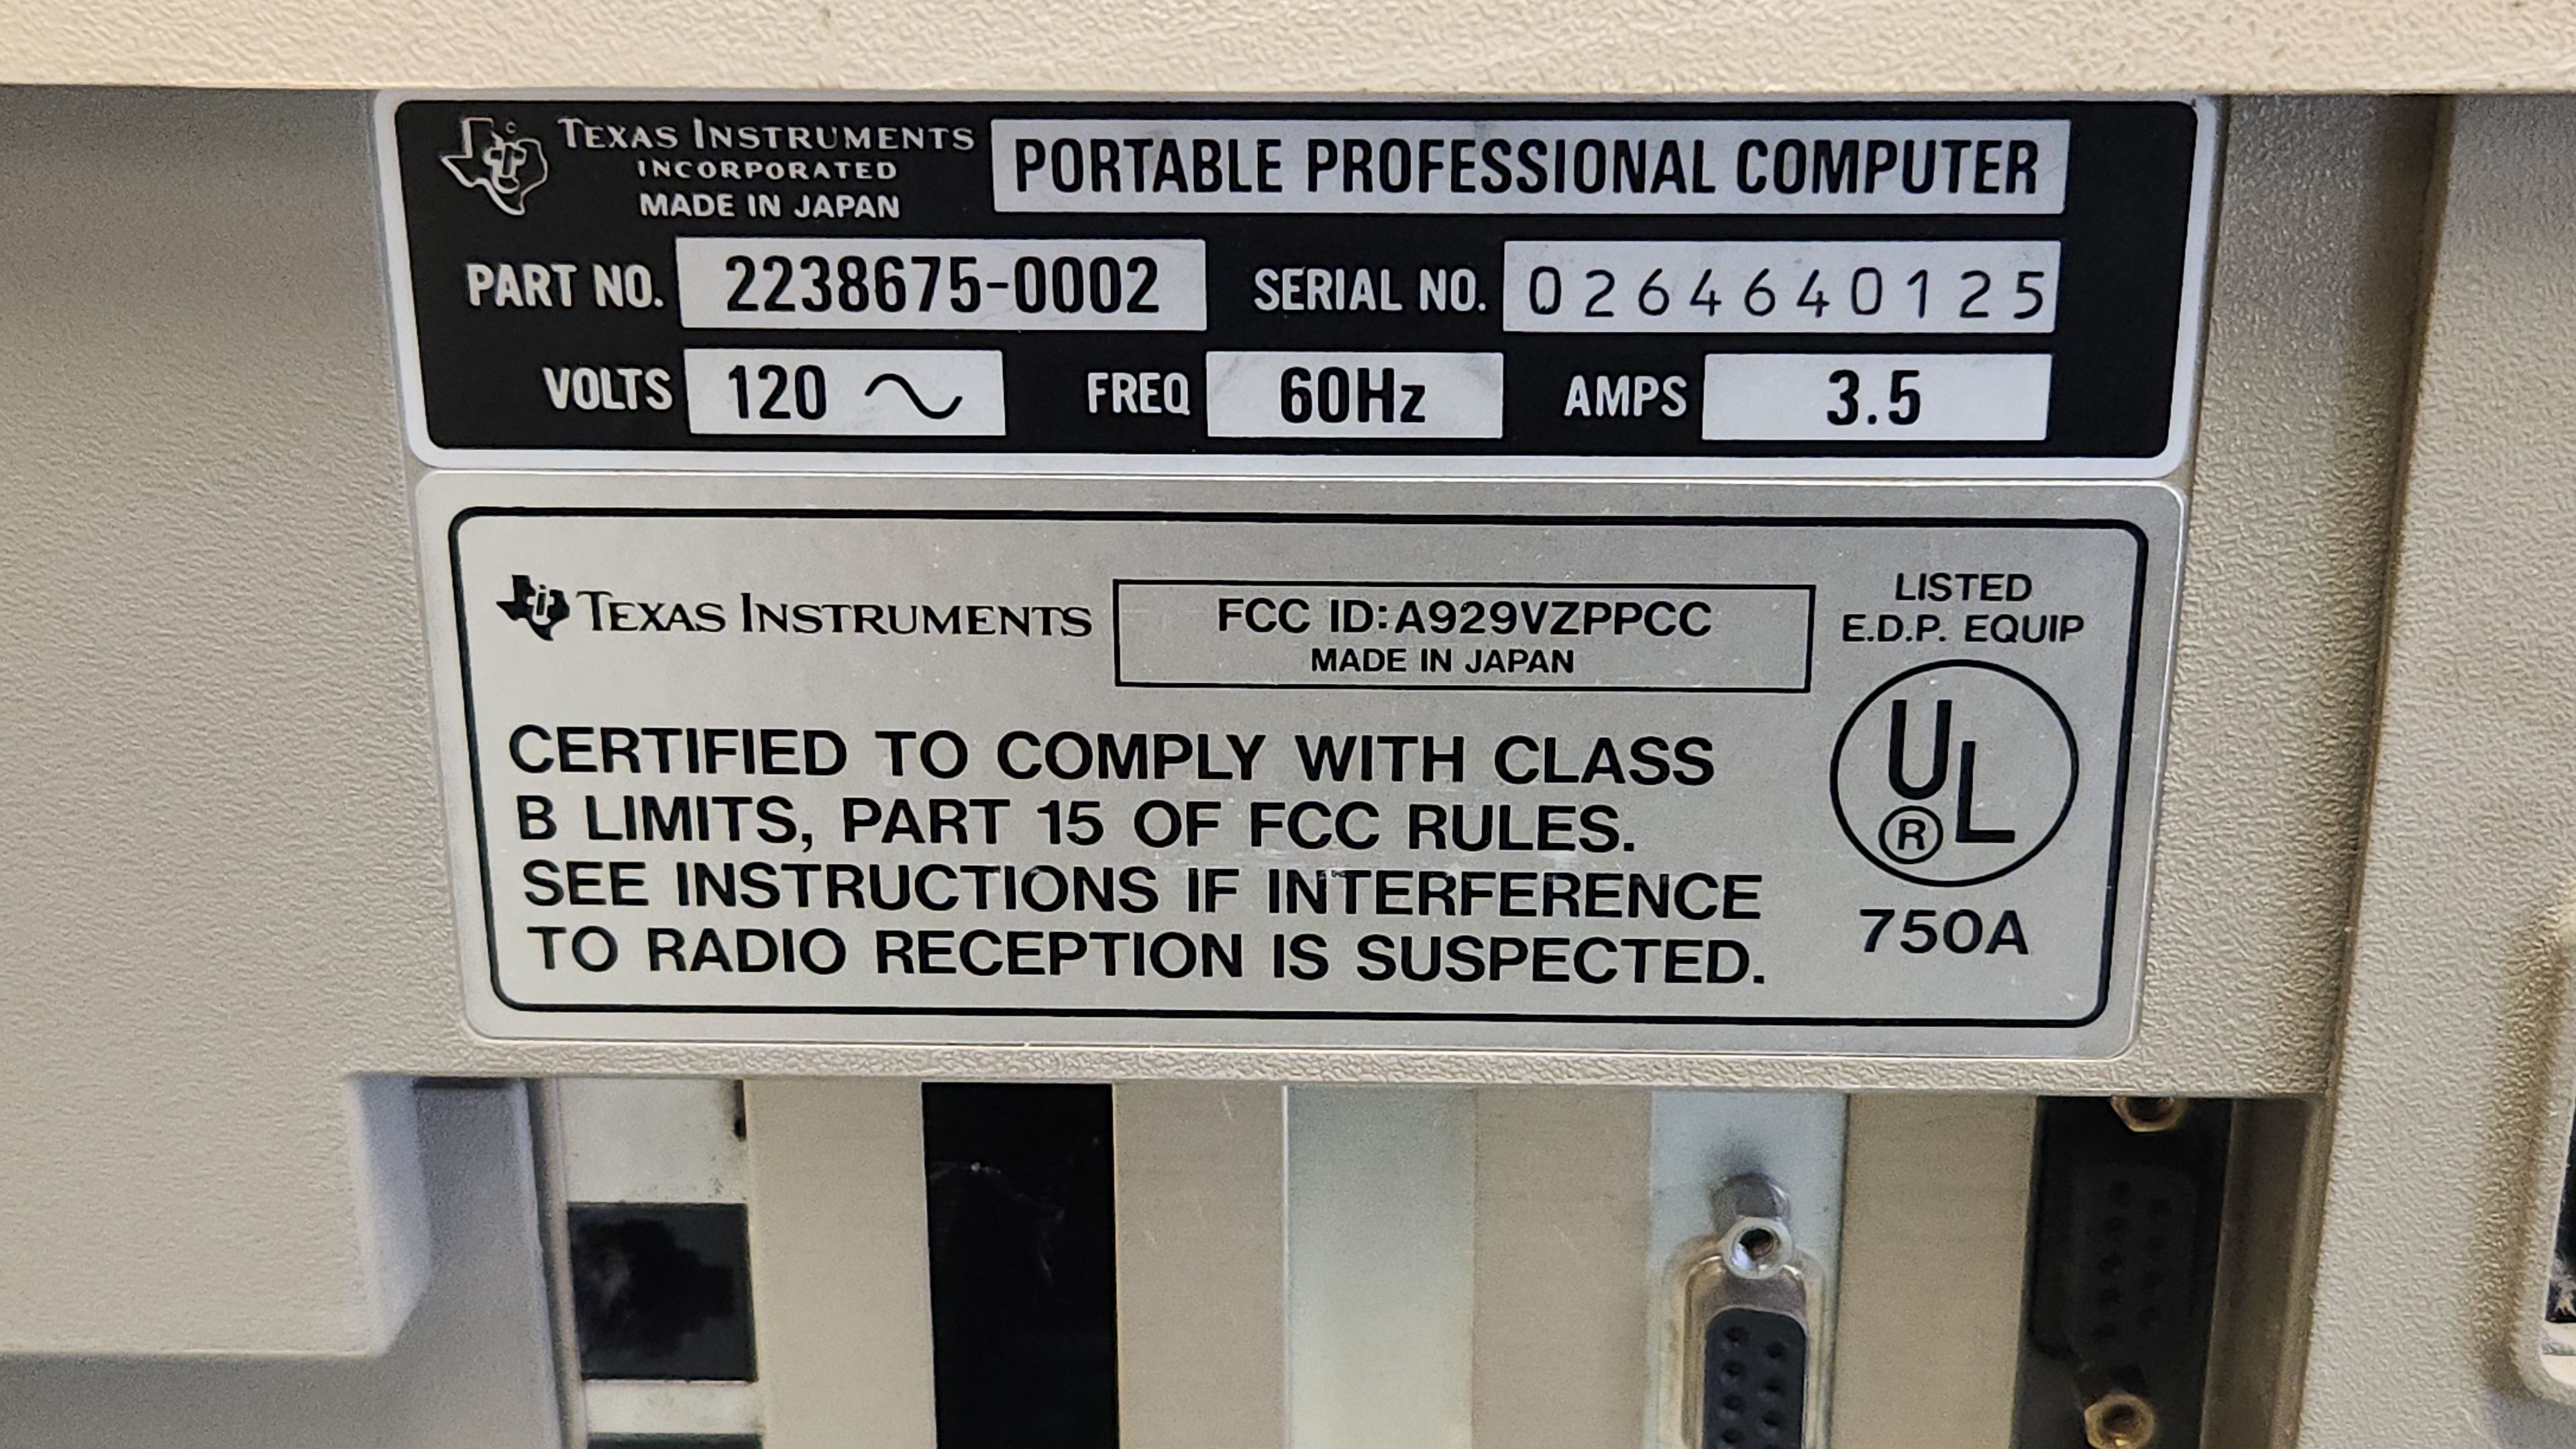 TEXAS INSTRUMENTS
INCORPORATED
MADE IN JAPAN
PORTABLE PROFESSIONAL COMPUTER
PART NO. 2238675-0002 SERIAL NO. 0264640125
VOLTS 120 ∿ FREQ 60Hz AMPS 3.5
TEXAS INSTRUMENTS
FCC ID:A929VZPPCC
MADE IN JAPAN
LISTED
E.D.P. EQUIP
CERTIFIED TO COMPLY WITH CLASS
B LIMITS, PART 15 OF FCC RULES.
SEE INSTRUCTIONS IF INTERFERENCE
TO RADIO RECEPTION IS SUSPECTED.
UL
®
750A